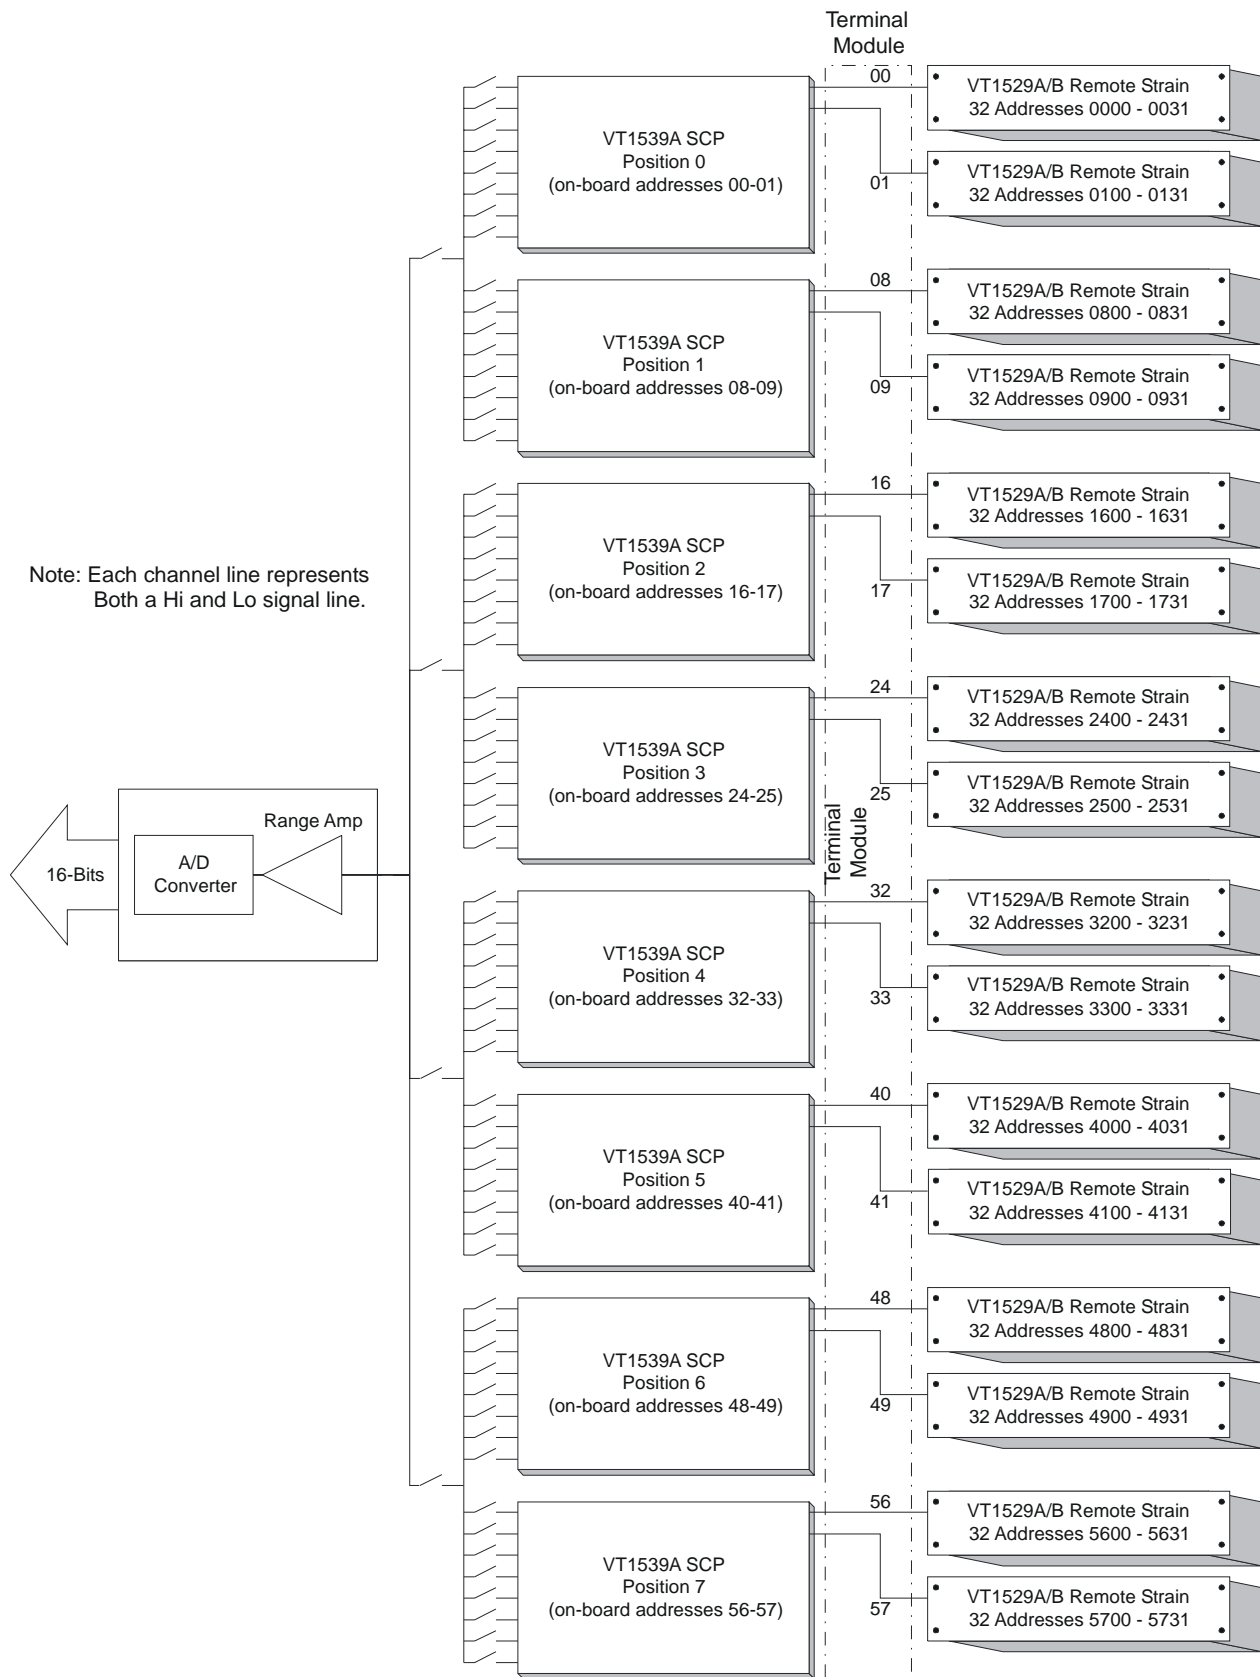 Terminal
Module
00
VT1529A/B Remote Strain
32 Addresses 0000 - 0031
VT1539A SCP
Position 0
(on-board addresses 00-01)
01
VT1529A/B Remote Strain
32 Addresses 0100 - 0131
08
VT1529A/B Remote Strain
32 Addresses 0800 - 0831
VT1539A SCP
Position 1
(on-board addresses 08-09)
09
VT1529A/B Remote Strain
32 Addresses 0900 - 0931
16
VT1529A/B Remote Strain
32 Addresses 1600 - 1631
VT1539A SCP
Position 2
(on-board addresses 16-17)
17
VT1529A/B Remote Strain
32 Addresses 1700 - 1731
Note: Each channel line represents
Both a Hi and Lo signal line.
24
VT1529A/B Remote Strain
32 Addresses 2400 - 2431
VT1539A SCP
Position 3
(on-board addresses 24-25)
25
VT1529A/B Remote Strain
32 Addresses 2500 - 2531
Terminal
Module
Range Amp
A/D
Converter
16-Bits
32
VT1529A/B Remote Strain
32 Addresses 3200 - 3231
VT1539A SCP
Position 4
(on-board addresses 32-33)
33
VT1529A/B Remote Strain
32 Addresses 3300 - 3331
40
VT1529A/B Remote Strain
32 Addresses 4000 - 4031
VT1539A SCP
Position 5
(on-board addresses 40-41)
41
VT1529A/B Remote Strain
32 Addresses 4100 - 4131
48
VT1529A/B Remote Strain
32 Addresses 4800 - 4831
VT1539A SCP
Position 6
(on-board addresses 48-49)
49
VT1529A/B Remote Strain
32 Addresses 4900 - 4931
56
VT1529A/B Remote Strain
32 Addresses 5600 - 5631
VT1539A SCP
Position 7
(on-board addresses 56-57)
57
VT1529A/B Remote Strain
32 Addresses 5700 - 5731